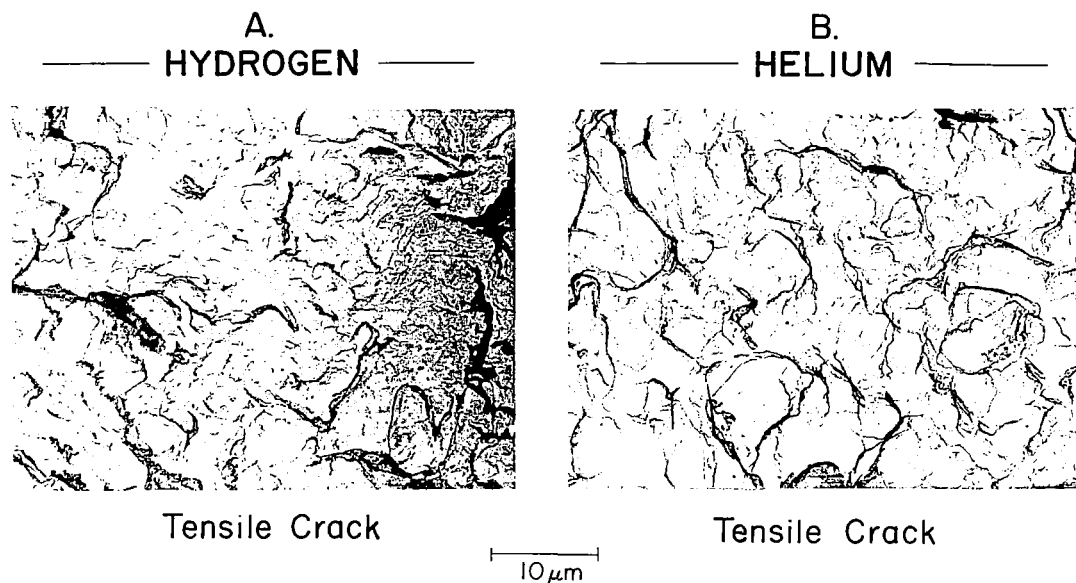 A.
HYDROGEN
B.
HELIUM
Tensile Crack
Tensile Crack
10 μm